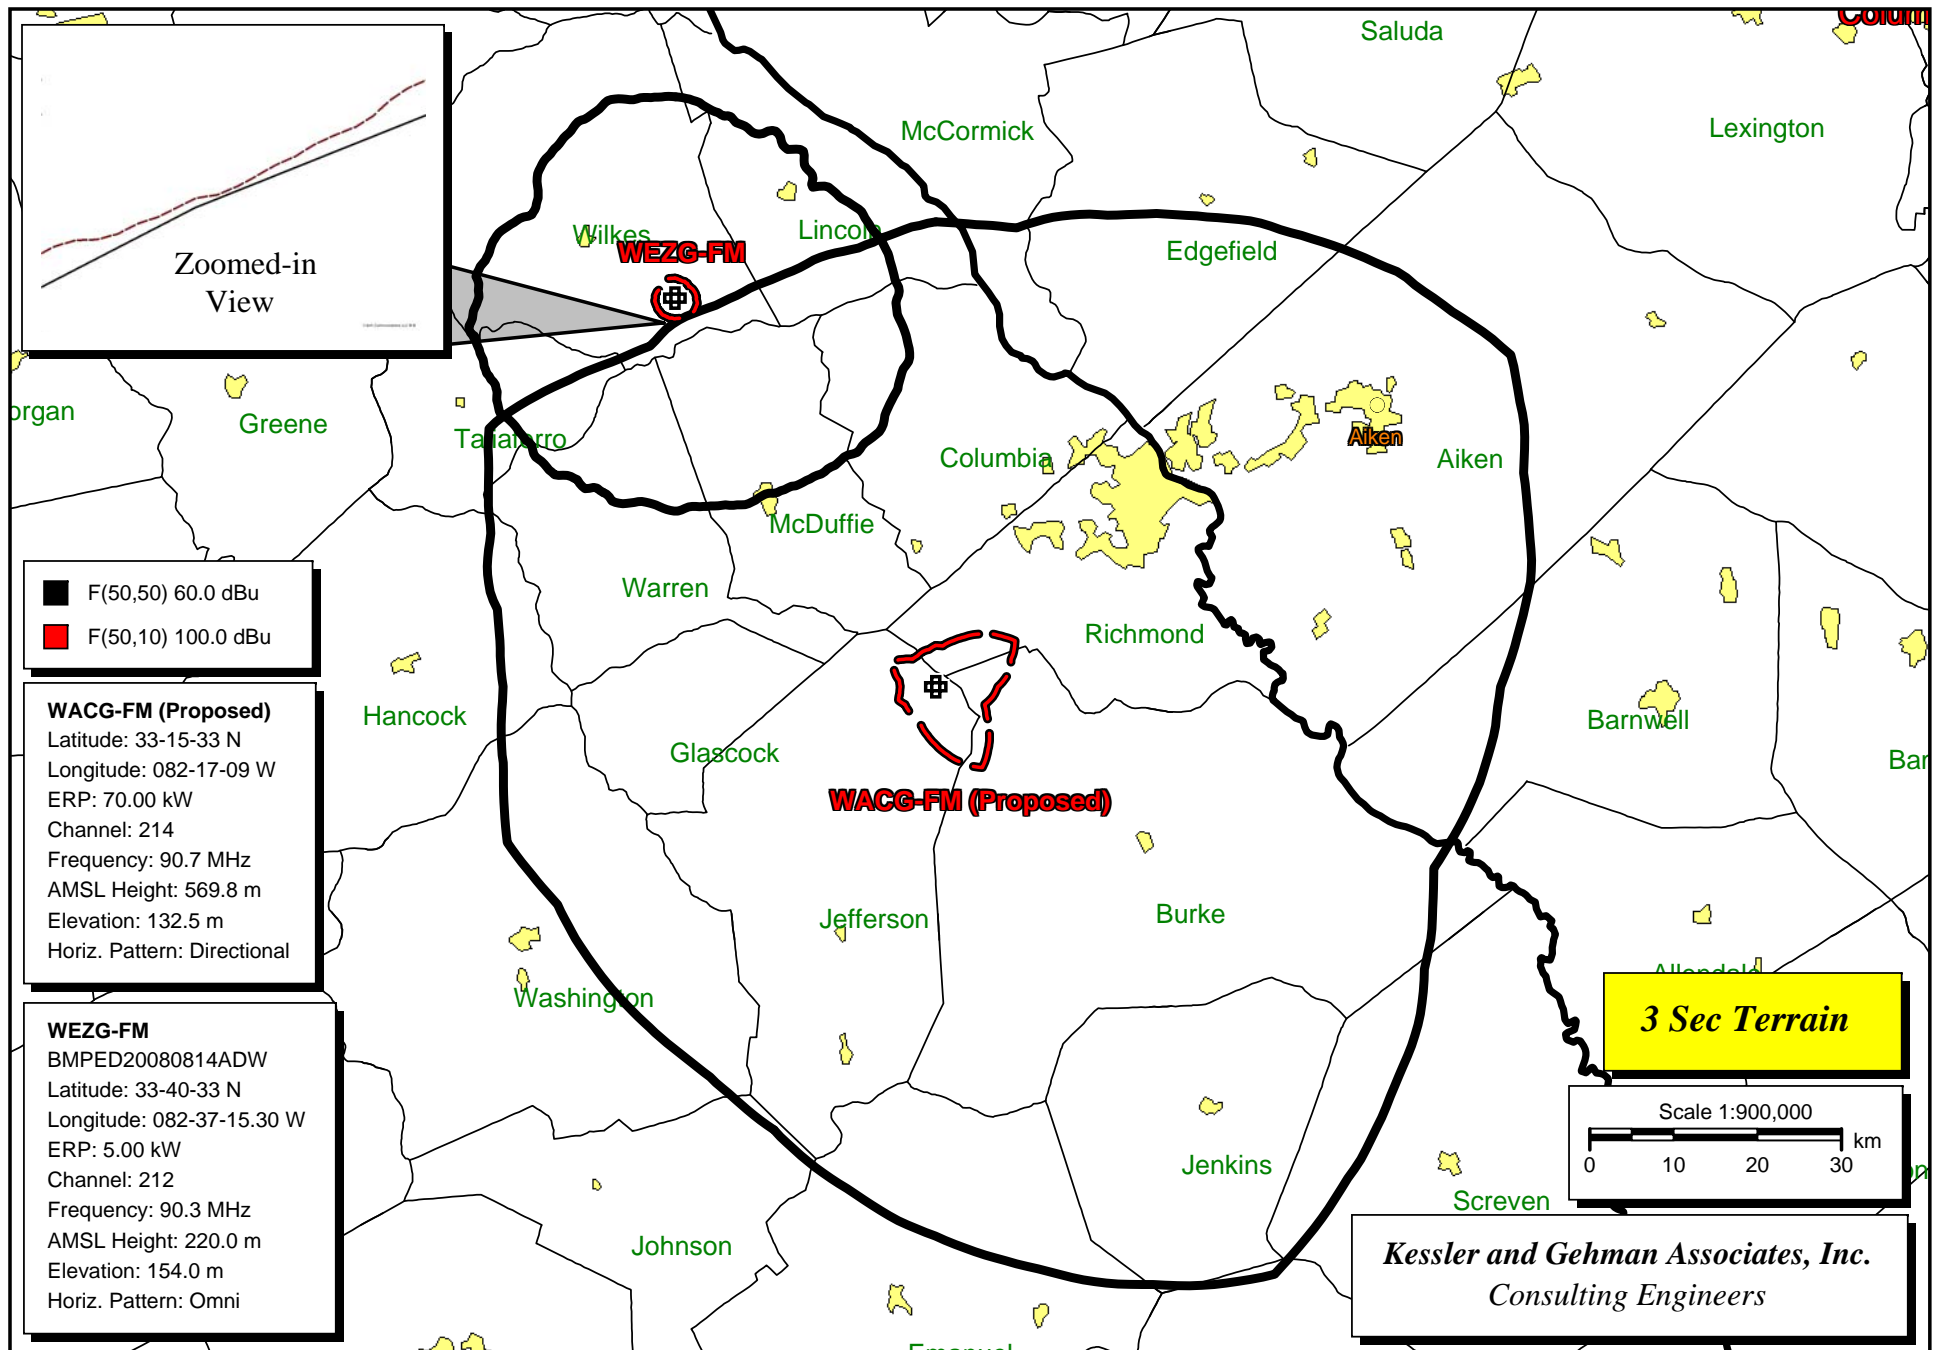 Saluda
McCormick
Lexington
Wilkes
Lincoln
WEZG-FM
Edgefield
Zoomed-in
View
Greene
Taliaferro
Columbia
Aiken
Aiken
McDuffie
F(50,50) 60.0 dBu
F(50,10) 100.0 dBu
Warren
Richmond
Hancock
Glascock
Barnwell
WACG-FM (Proposed)
WACG-FM (Proposed)
Latitude: 33-15-33 N
Longitude: 082-17-09 W
ERP: 70.00 kW
Channel: 214
Frequency: 90.7 MHz
AMSL Height: 569.8 m
Elevation: 132.5 m
Horiz. Pattern: Directional
Jefferson
Burke
Washington
Allendale
3 Sec Terrain
WEZG-FM
BMPED20080814ADW
Latitude: 33-40-33 N
Longitude: 082-37-15.30 W
ERP: 5.00 kW
Channel: 212
Frequency: 90.3 MHz
AMSL Height: 220.0 m
Elevation: 154.0 m
Horiz. Pattern: Omni
Scale 1:900,000
km
0 10 20 30
Jenkins
Screven
Johnson
Kessler and Gehman Associates, Inc.
Consulting Engineers
Emanuel